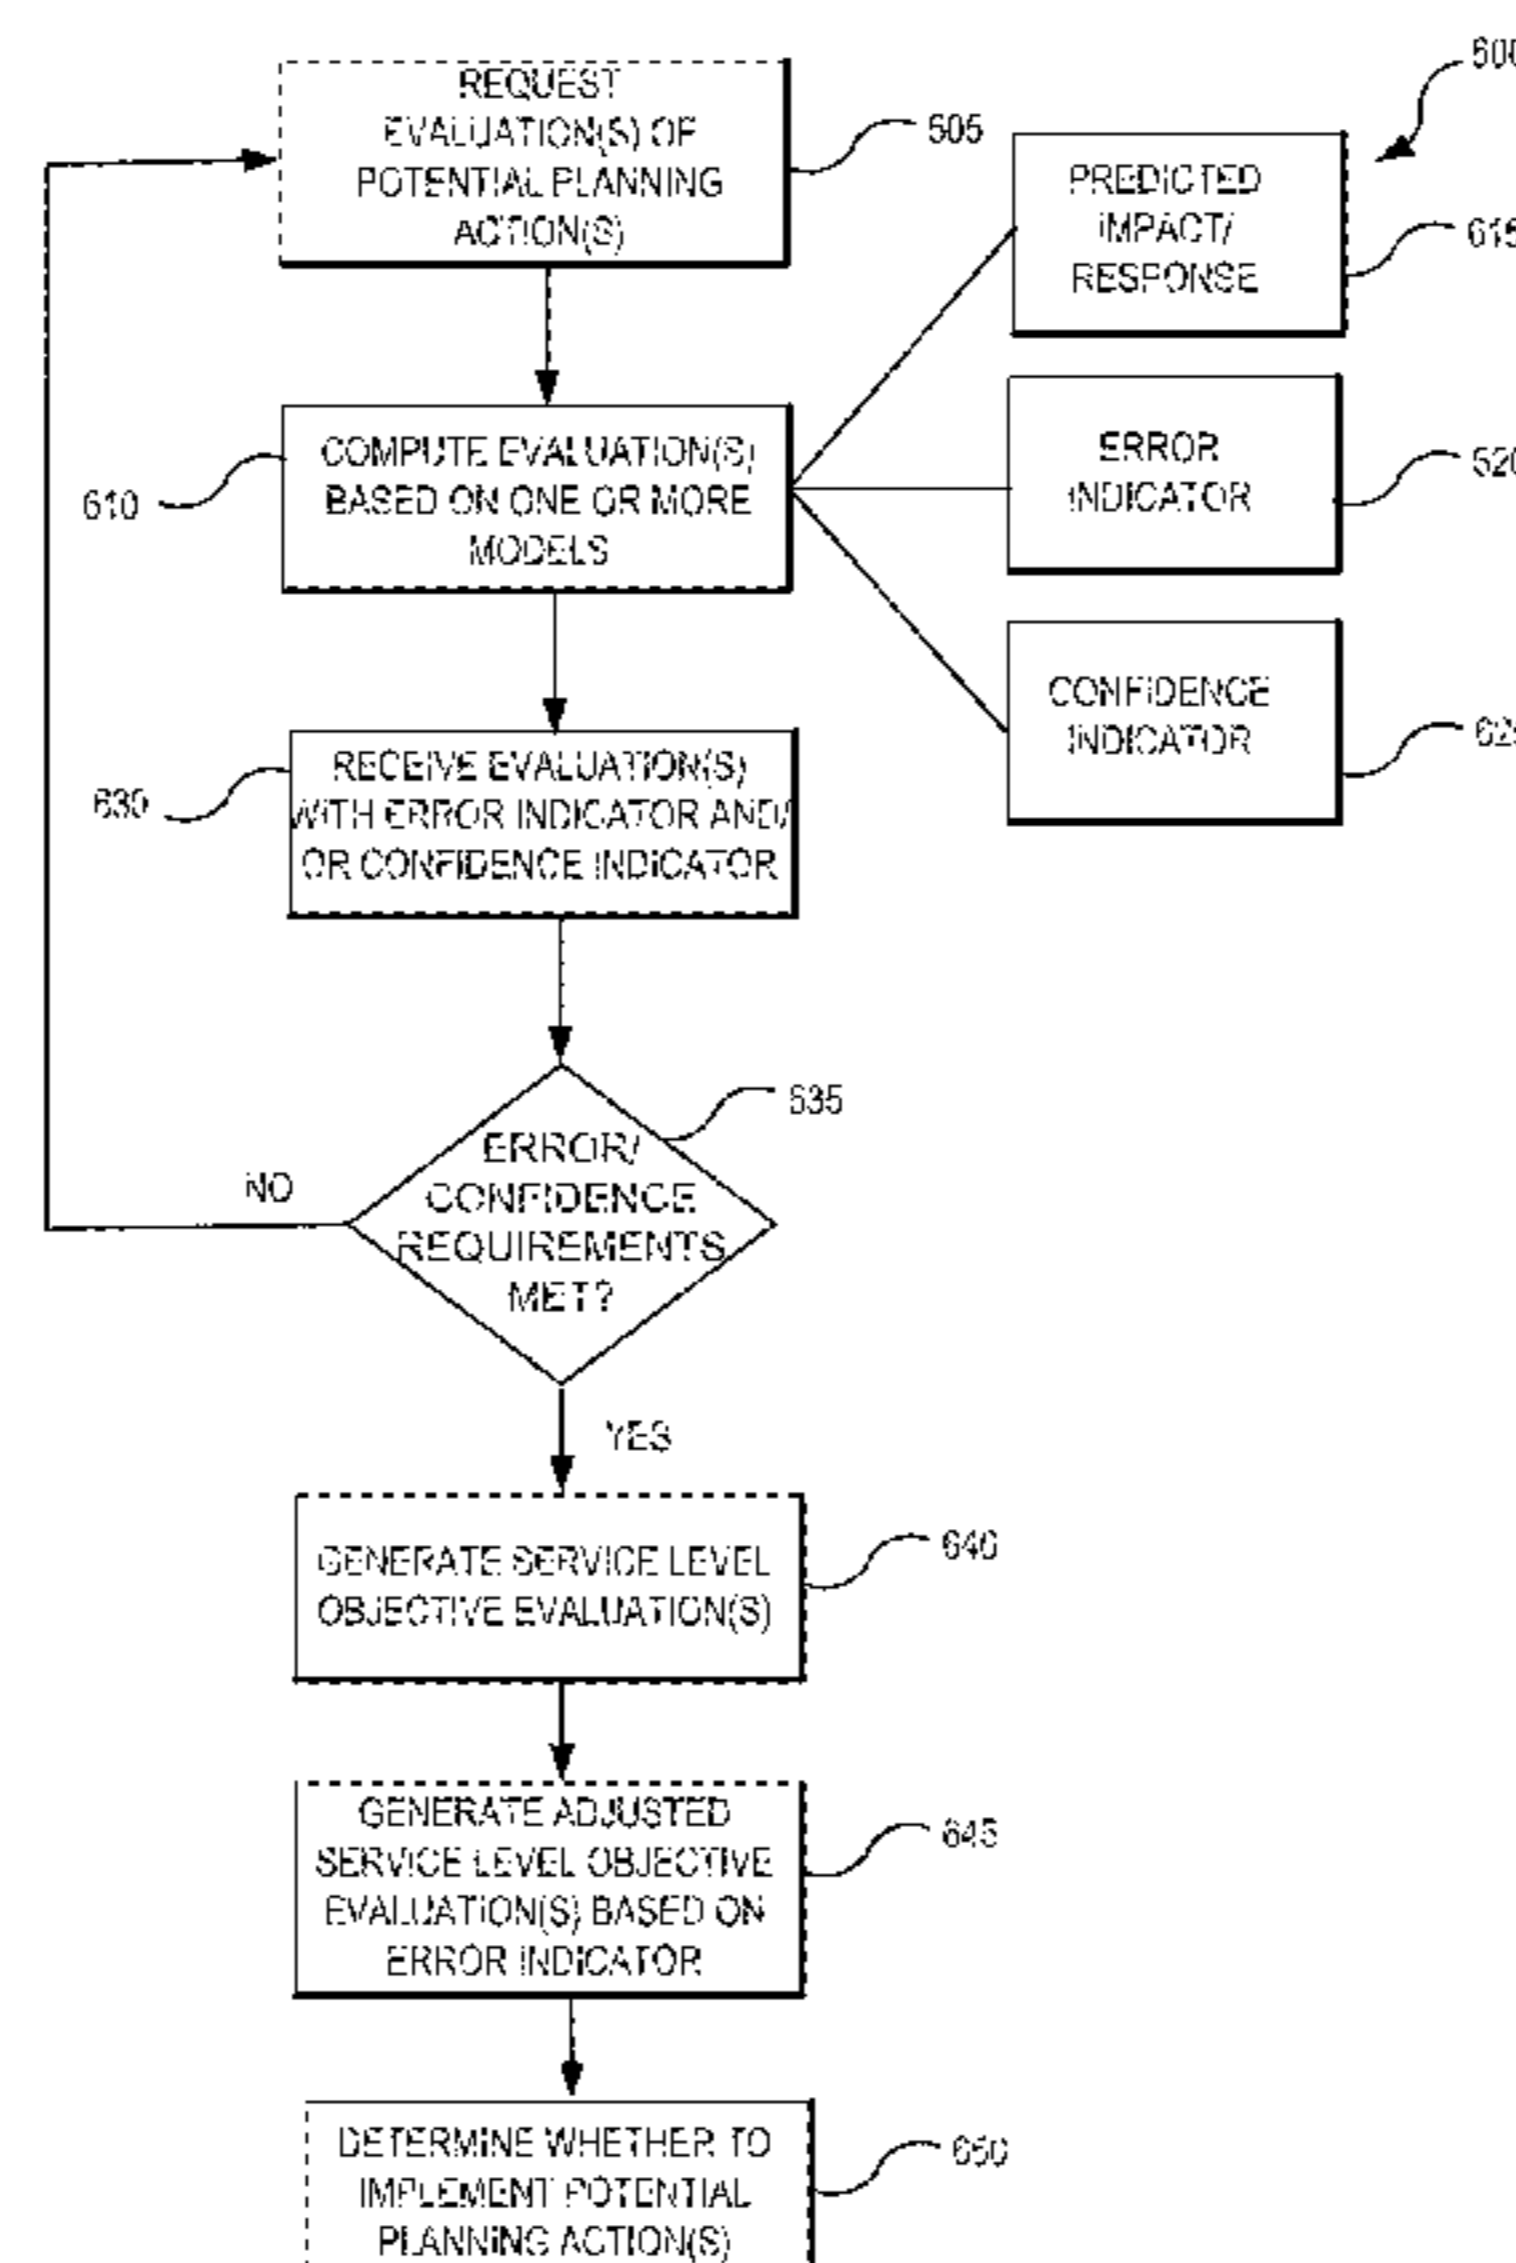 REQUEST
EVALUATION(S) OF
POTENTIAL PLANNING
ACTION(S)
605
600
PREDICTED
IMPACT/
RESPONSE
615
COMPUTE EVALUATION(S)
BASED ON ONE OR MORE
MODELS
610
ERROR
INDICATOR
620
CONFIDENCE
INDICATOR
RECEIVE EVALUATION(S)
WITH ERROR INDICATOR AND/
OR CONFIDENCE INDICATOR
630
635
ERROR/
CONFIDENCE
REQUIREMENTS
MET?
NO
YES
GENERATE SERVICE LEVEL
OBJECTIVE EVALUATION(S)
640
GENERATE ADJUSTED
SERVICE LEVEL OBJECTIVE
EVALUATION(S) BASED ON
ERROR INDICATOR
645
DETERMINE WHETHER TO
IMPLEMENT POTENTIAL
PLANNING ACTION(S)
650